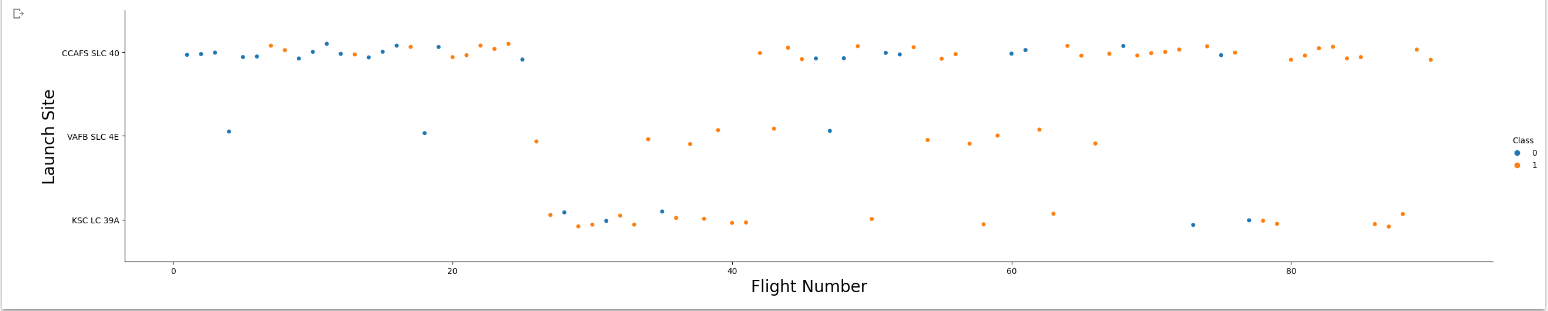 CCAFS SLC 40
VAFB SLC 4E
KSC LC 39A
Launch Site
0 20 40 60 80
Flight Number
Class
0
1